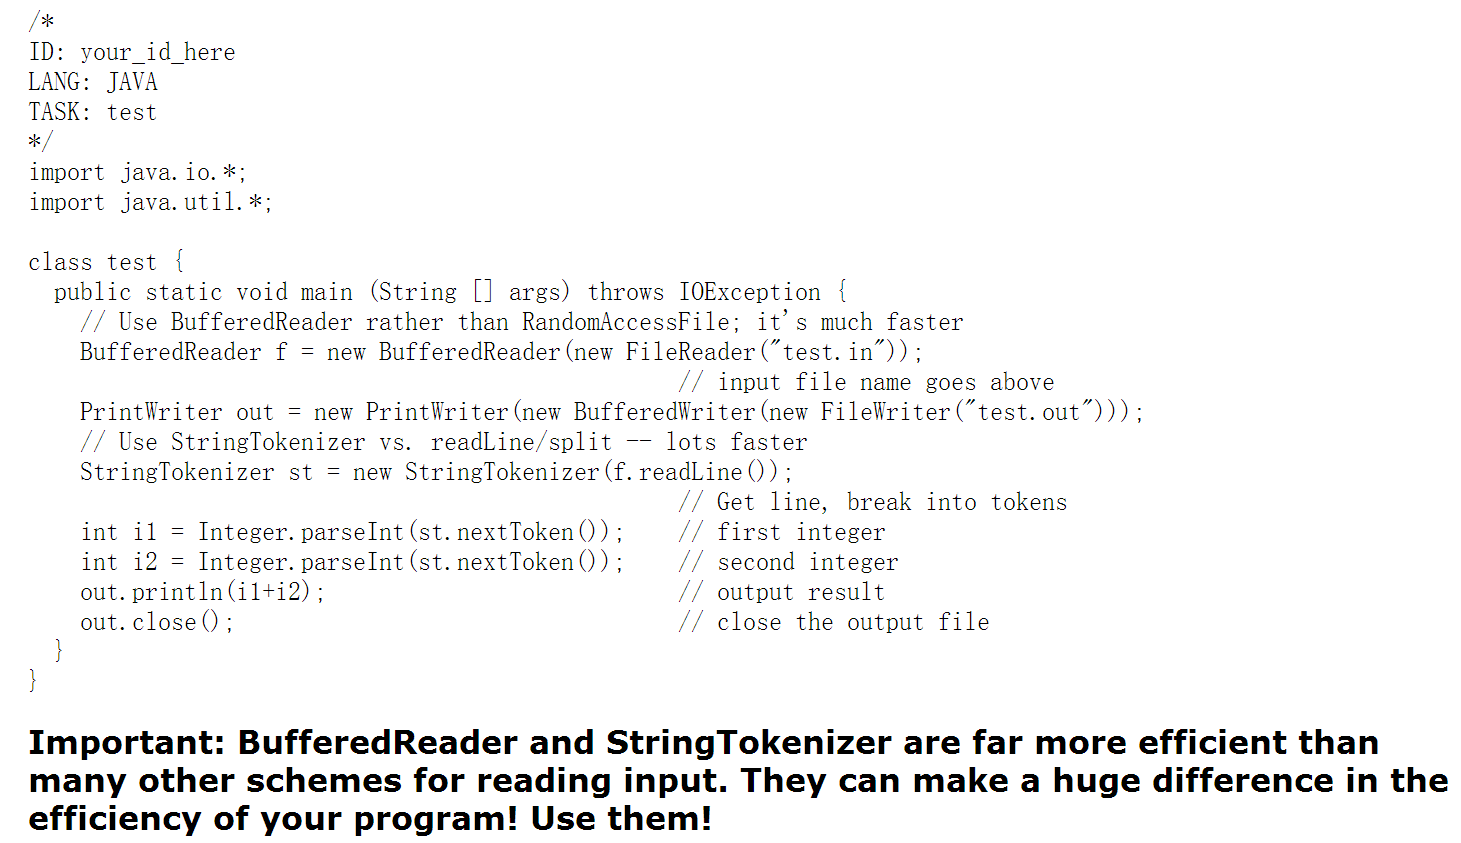 /*
ID: your_id_here
LANG: JAVA
TASK: test
*/
import java.io.*;
import java.util.*;

class test {
  public static void main (String [] args) throws IOException {
    // Use BufferedReader rather than RandomAccessFile; it's much faster
    BufferedReader f = new BufferedReader(new FileReader("test.in"));
                                                  // input file name goes above
    PrintWriter out = new PrintWriter(new BufferedWriter(new FileWriter("test.out")));
    // Use StringTokenizer vs. readLine/split -- lots faster
    StringTokenizer st = new StringTokenizer(f.readLine());
                                                  // Get line, break into tokens
    int i1 = Integer.parseInt(st.nextToken());    // first integer
    int i2 = Integer.parseInt(st.nextToken());    // second integer
    out.println(i1+i2);                           // output result
    out.close();                                  // close the output file
  }
}

Important: BufferedReader and StringTokenizer are far more efficient than
many other schemes for reading input. They can make a huge difference in the
efficiency of your program! Use them!